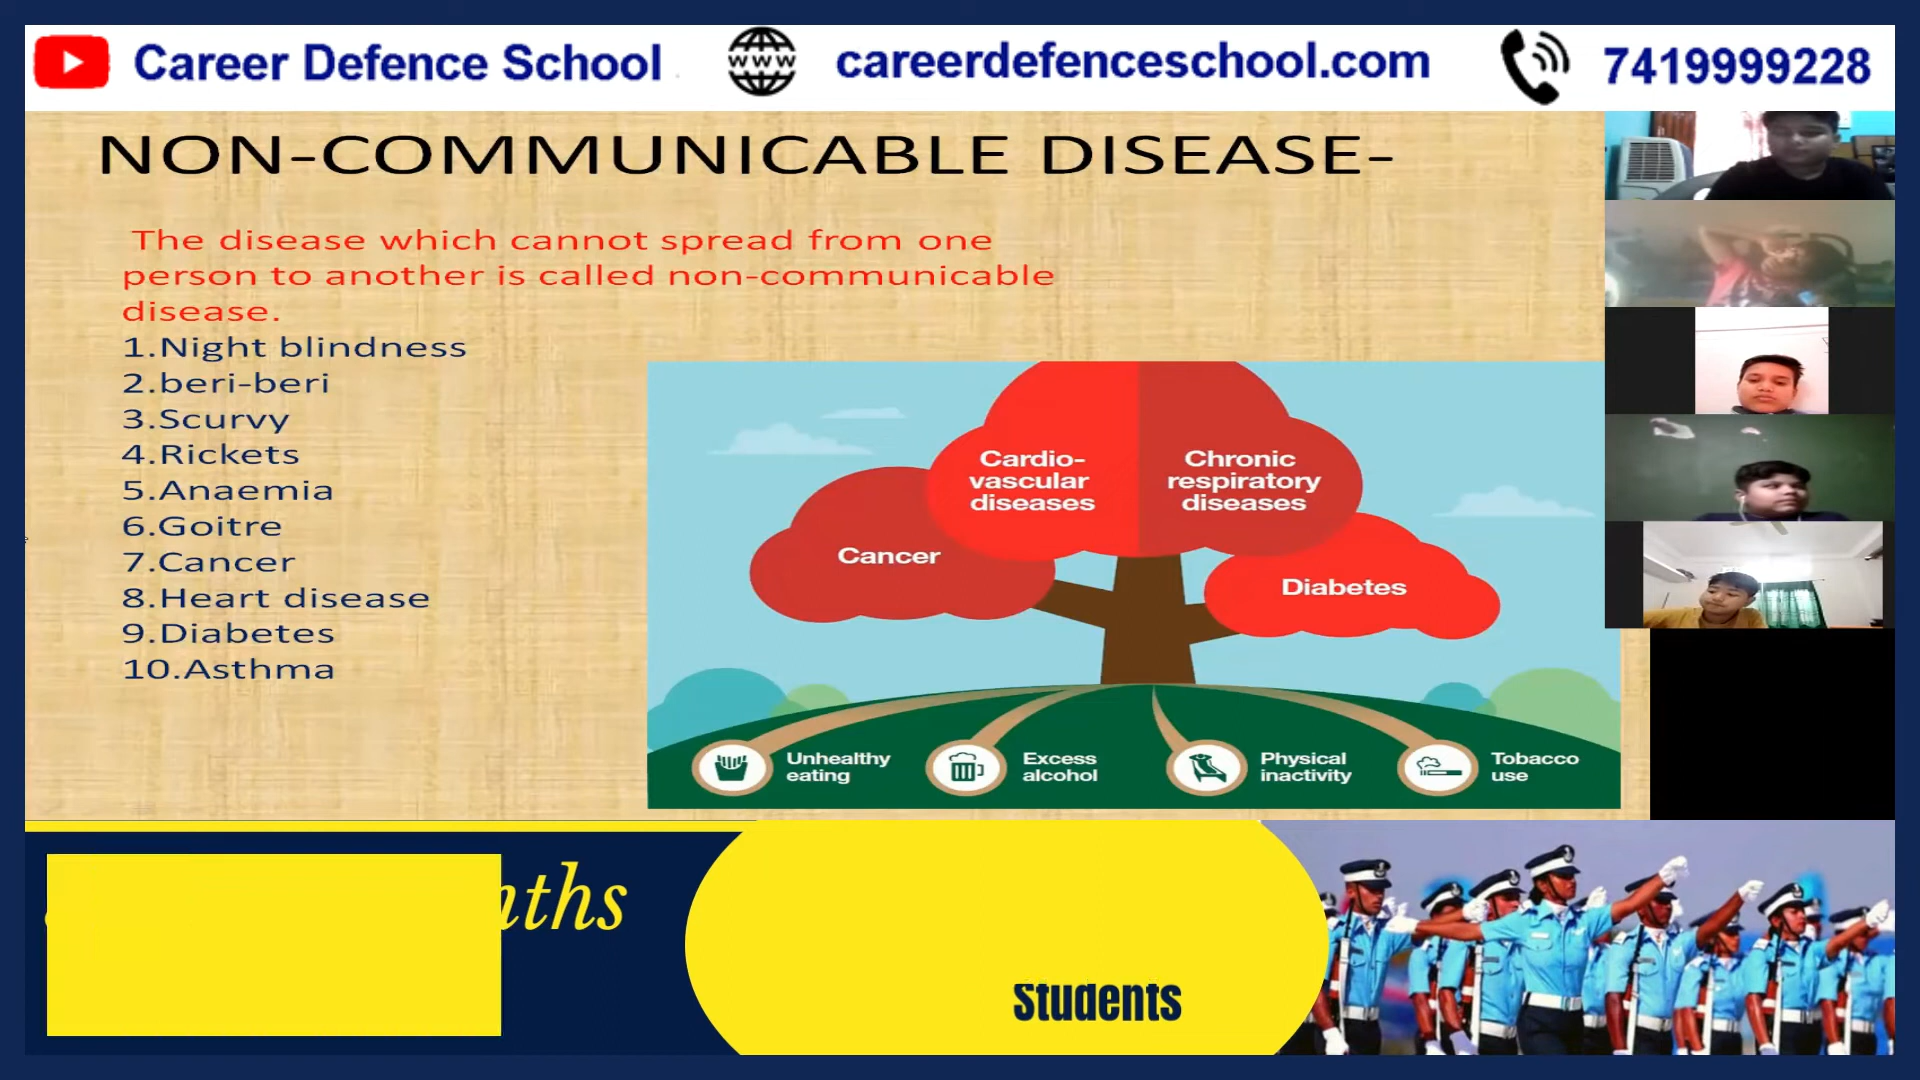 Career Defence School
www
careerdefenceschool.com
7419999228
NON-COMMUNICABLE DISEASE-
The disease which cannot spread from one
person to another is called non-communicable
disease.
1.Night blindness
2.beri-beri
3.Scurvy
4.Rickets
5.Anaemia
6.Goitre
7.Cancer
8.Heart disease
9.Diabetes
10.Asthma
Cardio-
vascular
diseases
Chronic
respiratory
diseases
Cancer
Diabetes
Unhealthy
eating
Excess
alcohol
Physical
inactivity
Tobacco
use
Students